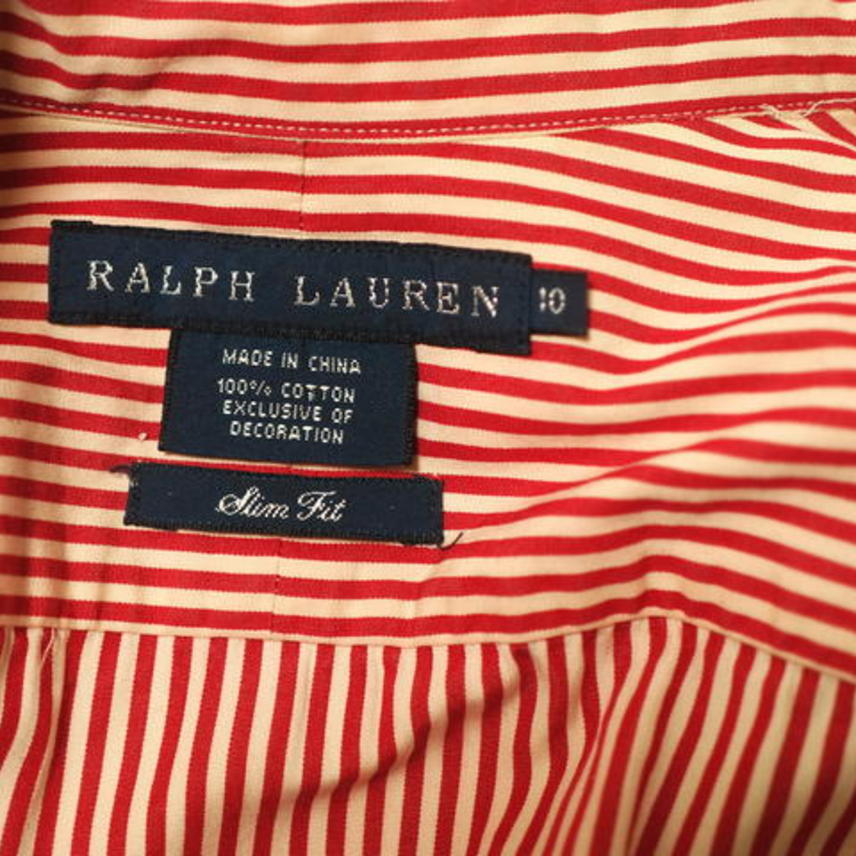 RALPH LAUREN
10
MADE IN CHINA
100% COTTON
EXCLUSIVE OF
DECORATION
Slim Fit